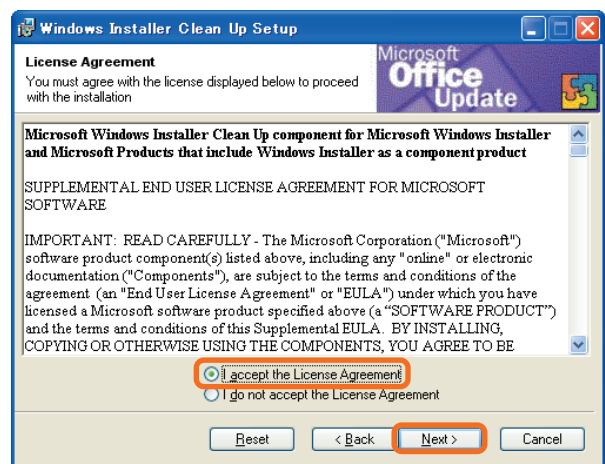 Windows Installer Clean Up Setup
License Agreement
You must agree with the license displayed below to proceed
with the installation
Microsoft
Office
Update
Microsoft Windows Installer Clean Up component for Microsoft Windows Installer
and Microsoft Products that include Windows Installer as a component product
SUPPLEMENTAL END USER LICENSE AGREEMENT FOR MICROSOFT
SOFTWARE
IMPORTANT: READ CAREFULLY - The Microsoft Corporation ("Microsoft")
software product component(s) listed above, including any "online" or electronic
documentation ("Components"), are subject to the terms and conditions of the
agreement (an "End User License Agreement" or "EULA") under which you have
licensed a Microsoft software product specified above (a “SOFTWARE PRODUCT”)
and the terms and conditions of this Supplemental EULA. BY INSTALLING,
COPYING OR OTHERWISE USING THE COMPONENTS, YOU AGREE TO BE
I accept the License Agreement
I do not accept the License Agreement
Reset
< Back
Next >
Cancel